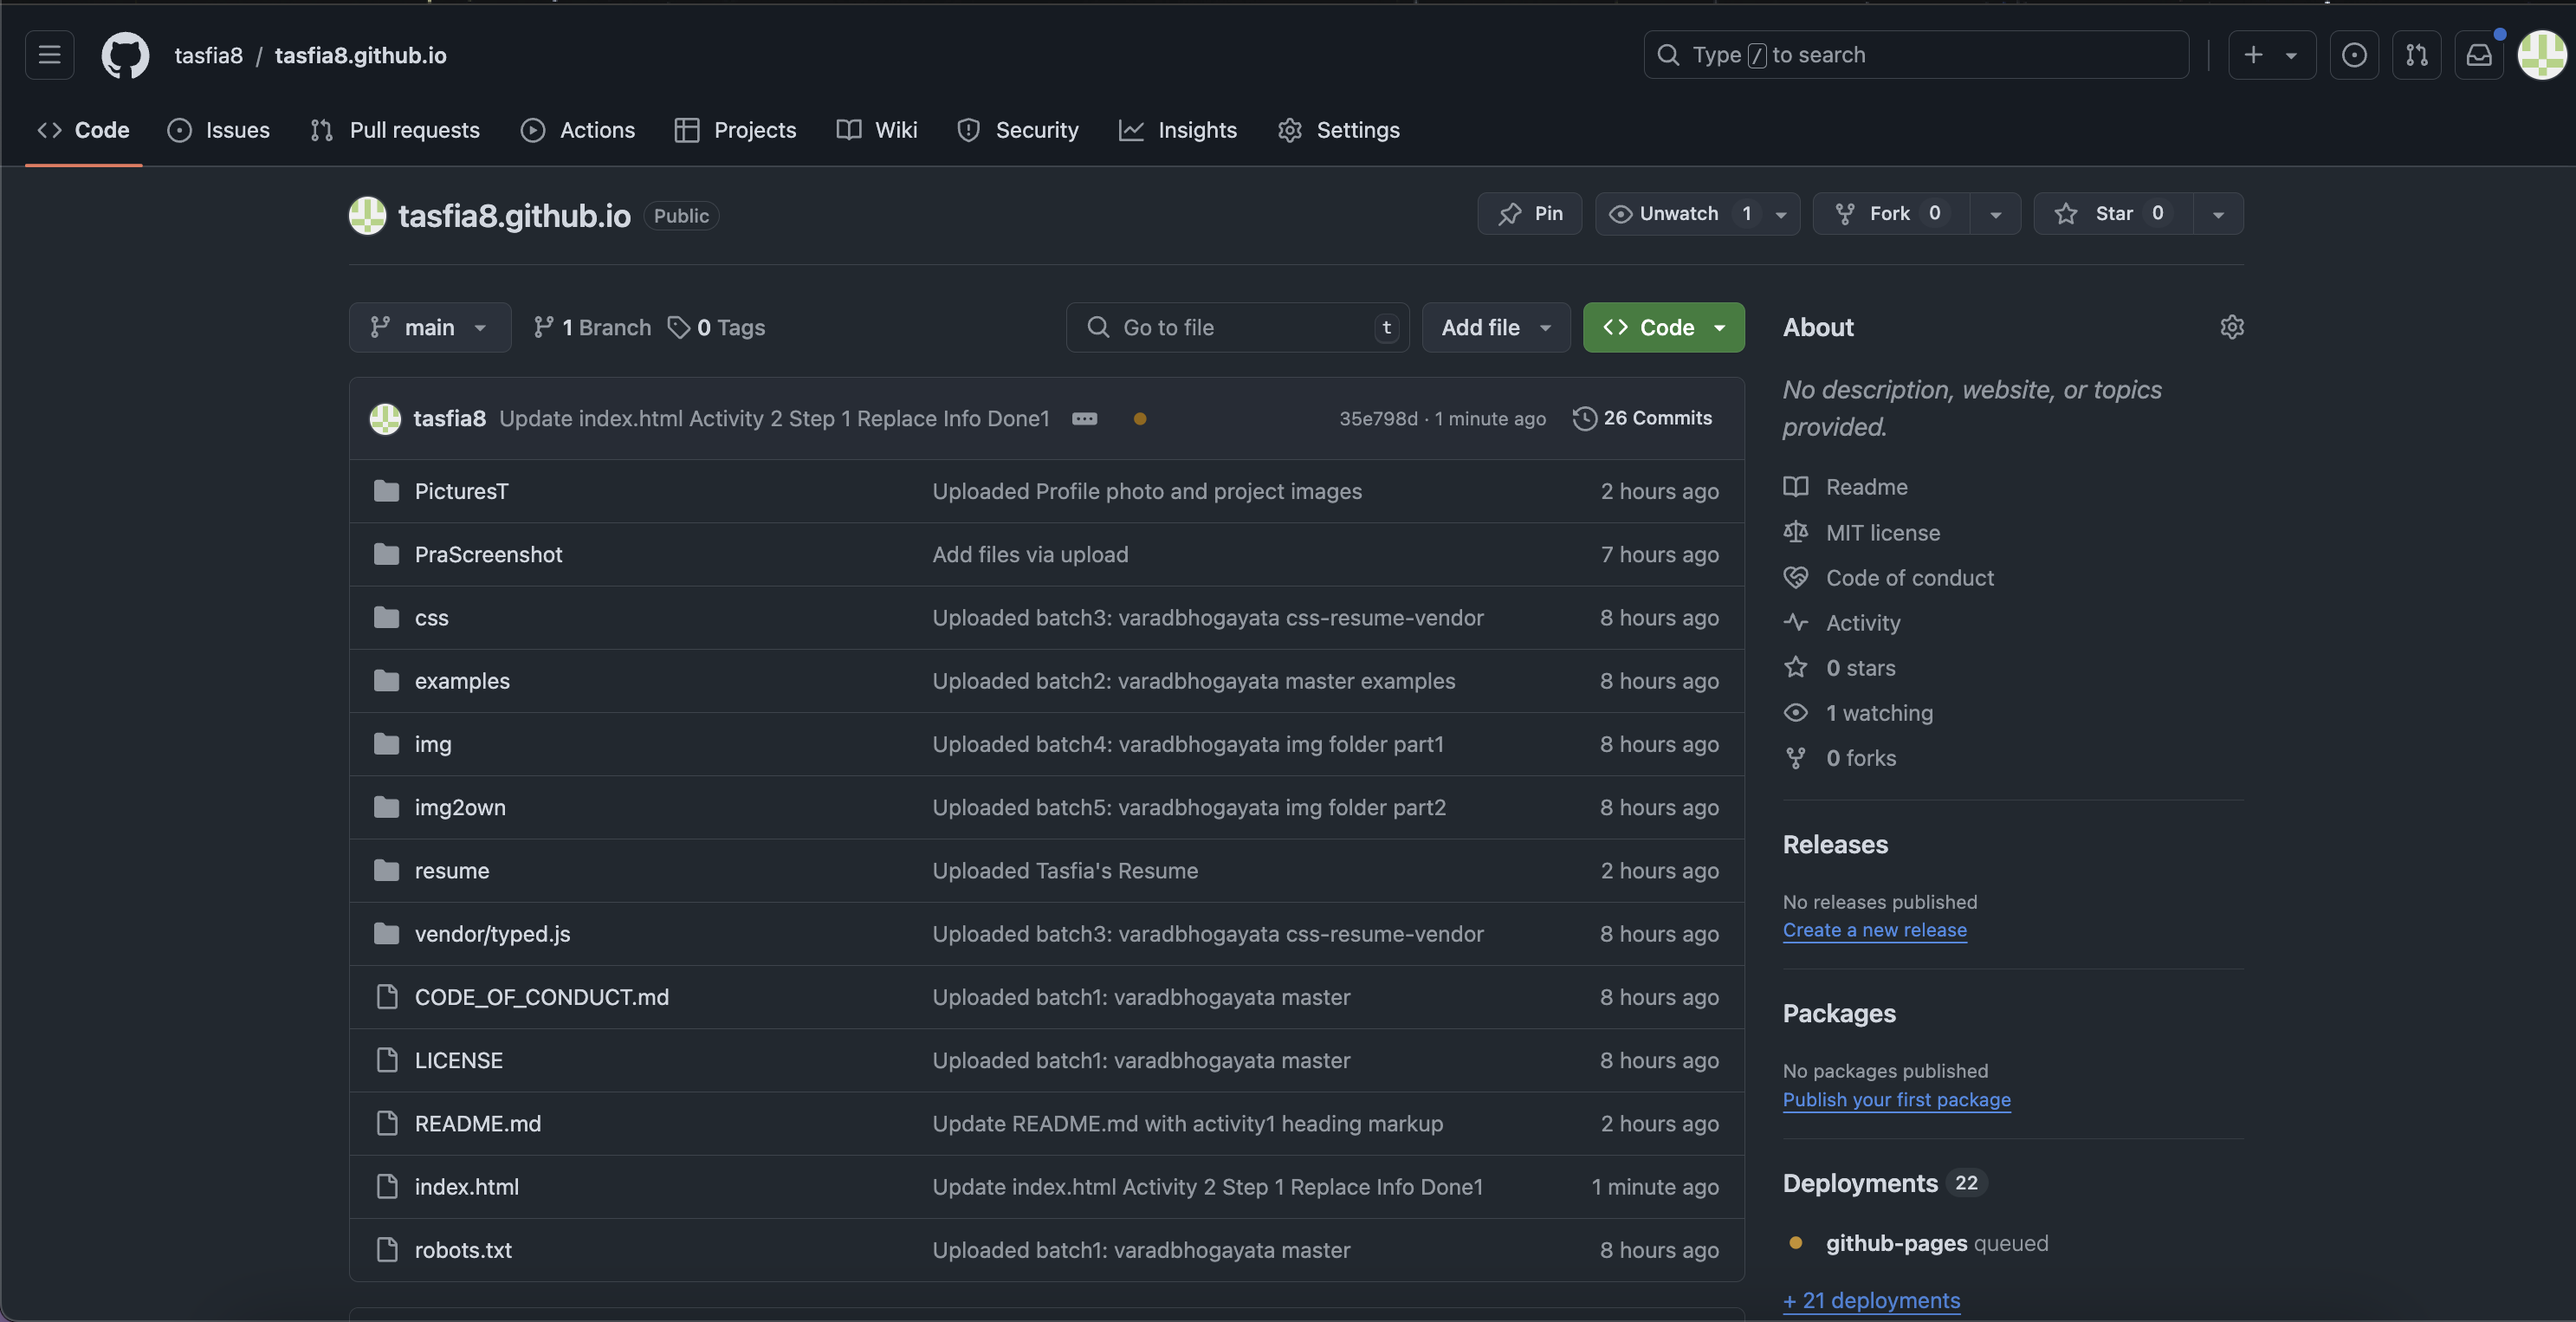 tasfia8 / tasfia8.github.io
Type / to search
Code Issues Pull requests Actions Projects Wiki Security Insights Settings
tasfia8.github.io Public
Pin Unwatch 1 Fork 0 Star 0
main 1 Branch 0 Tags
Go to file t Add file Code
tasfia8 Update index.html Activity 2 Step 1 Replace Info Done1 35e798d · 1 minute ago 26 Commits
PicturesT Uploaded Profile photo and project images 2 hours ago
PraScreenshot Add files via upload 7 hours ago
css Uploaded batch3: varadbhogayata css-resume-vendor 8 hours ago
examples Uploaded batch2: varadbhogayata master examples 8 hours ago
img Uploaded batch4: varadbhogayata img folder part1 8 hours ago
img2own Uploaded batch5: varadbhogayata img folder part2 8 hours ago
resume Uploaded Tasfia's Resume 2 hours ago
vendor/typed.js Uploaded batch3: varadbhogayata css-resume-vendor 8 hours ago
CODE_OF_CONDUCT.md Uploaded batch1: varadbhogayata master 8 hours ago
LICENSE Uploaded batch1: varadbhogayata master 8 hours ago
README.md Update README.md with activity1 heading markup 2 hours ago
index.html Update index.html Activity 2 Step 1 Replace Info Done1 1 minute ago
robots.txt Uploaded batch1: varadbhogayata master 8 hours ago
About
No description, website, or topics
provided.
Readme
MIT license
Code of conduct
Activity
0 stars
1 watching
0 forks
Releases
No releases published
Create a new release
Packages
No packages published
Publish your first package
Deployments 22
github-pages queued
+ 21 deployments